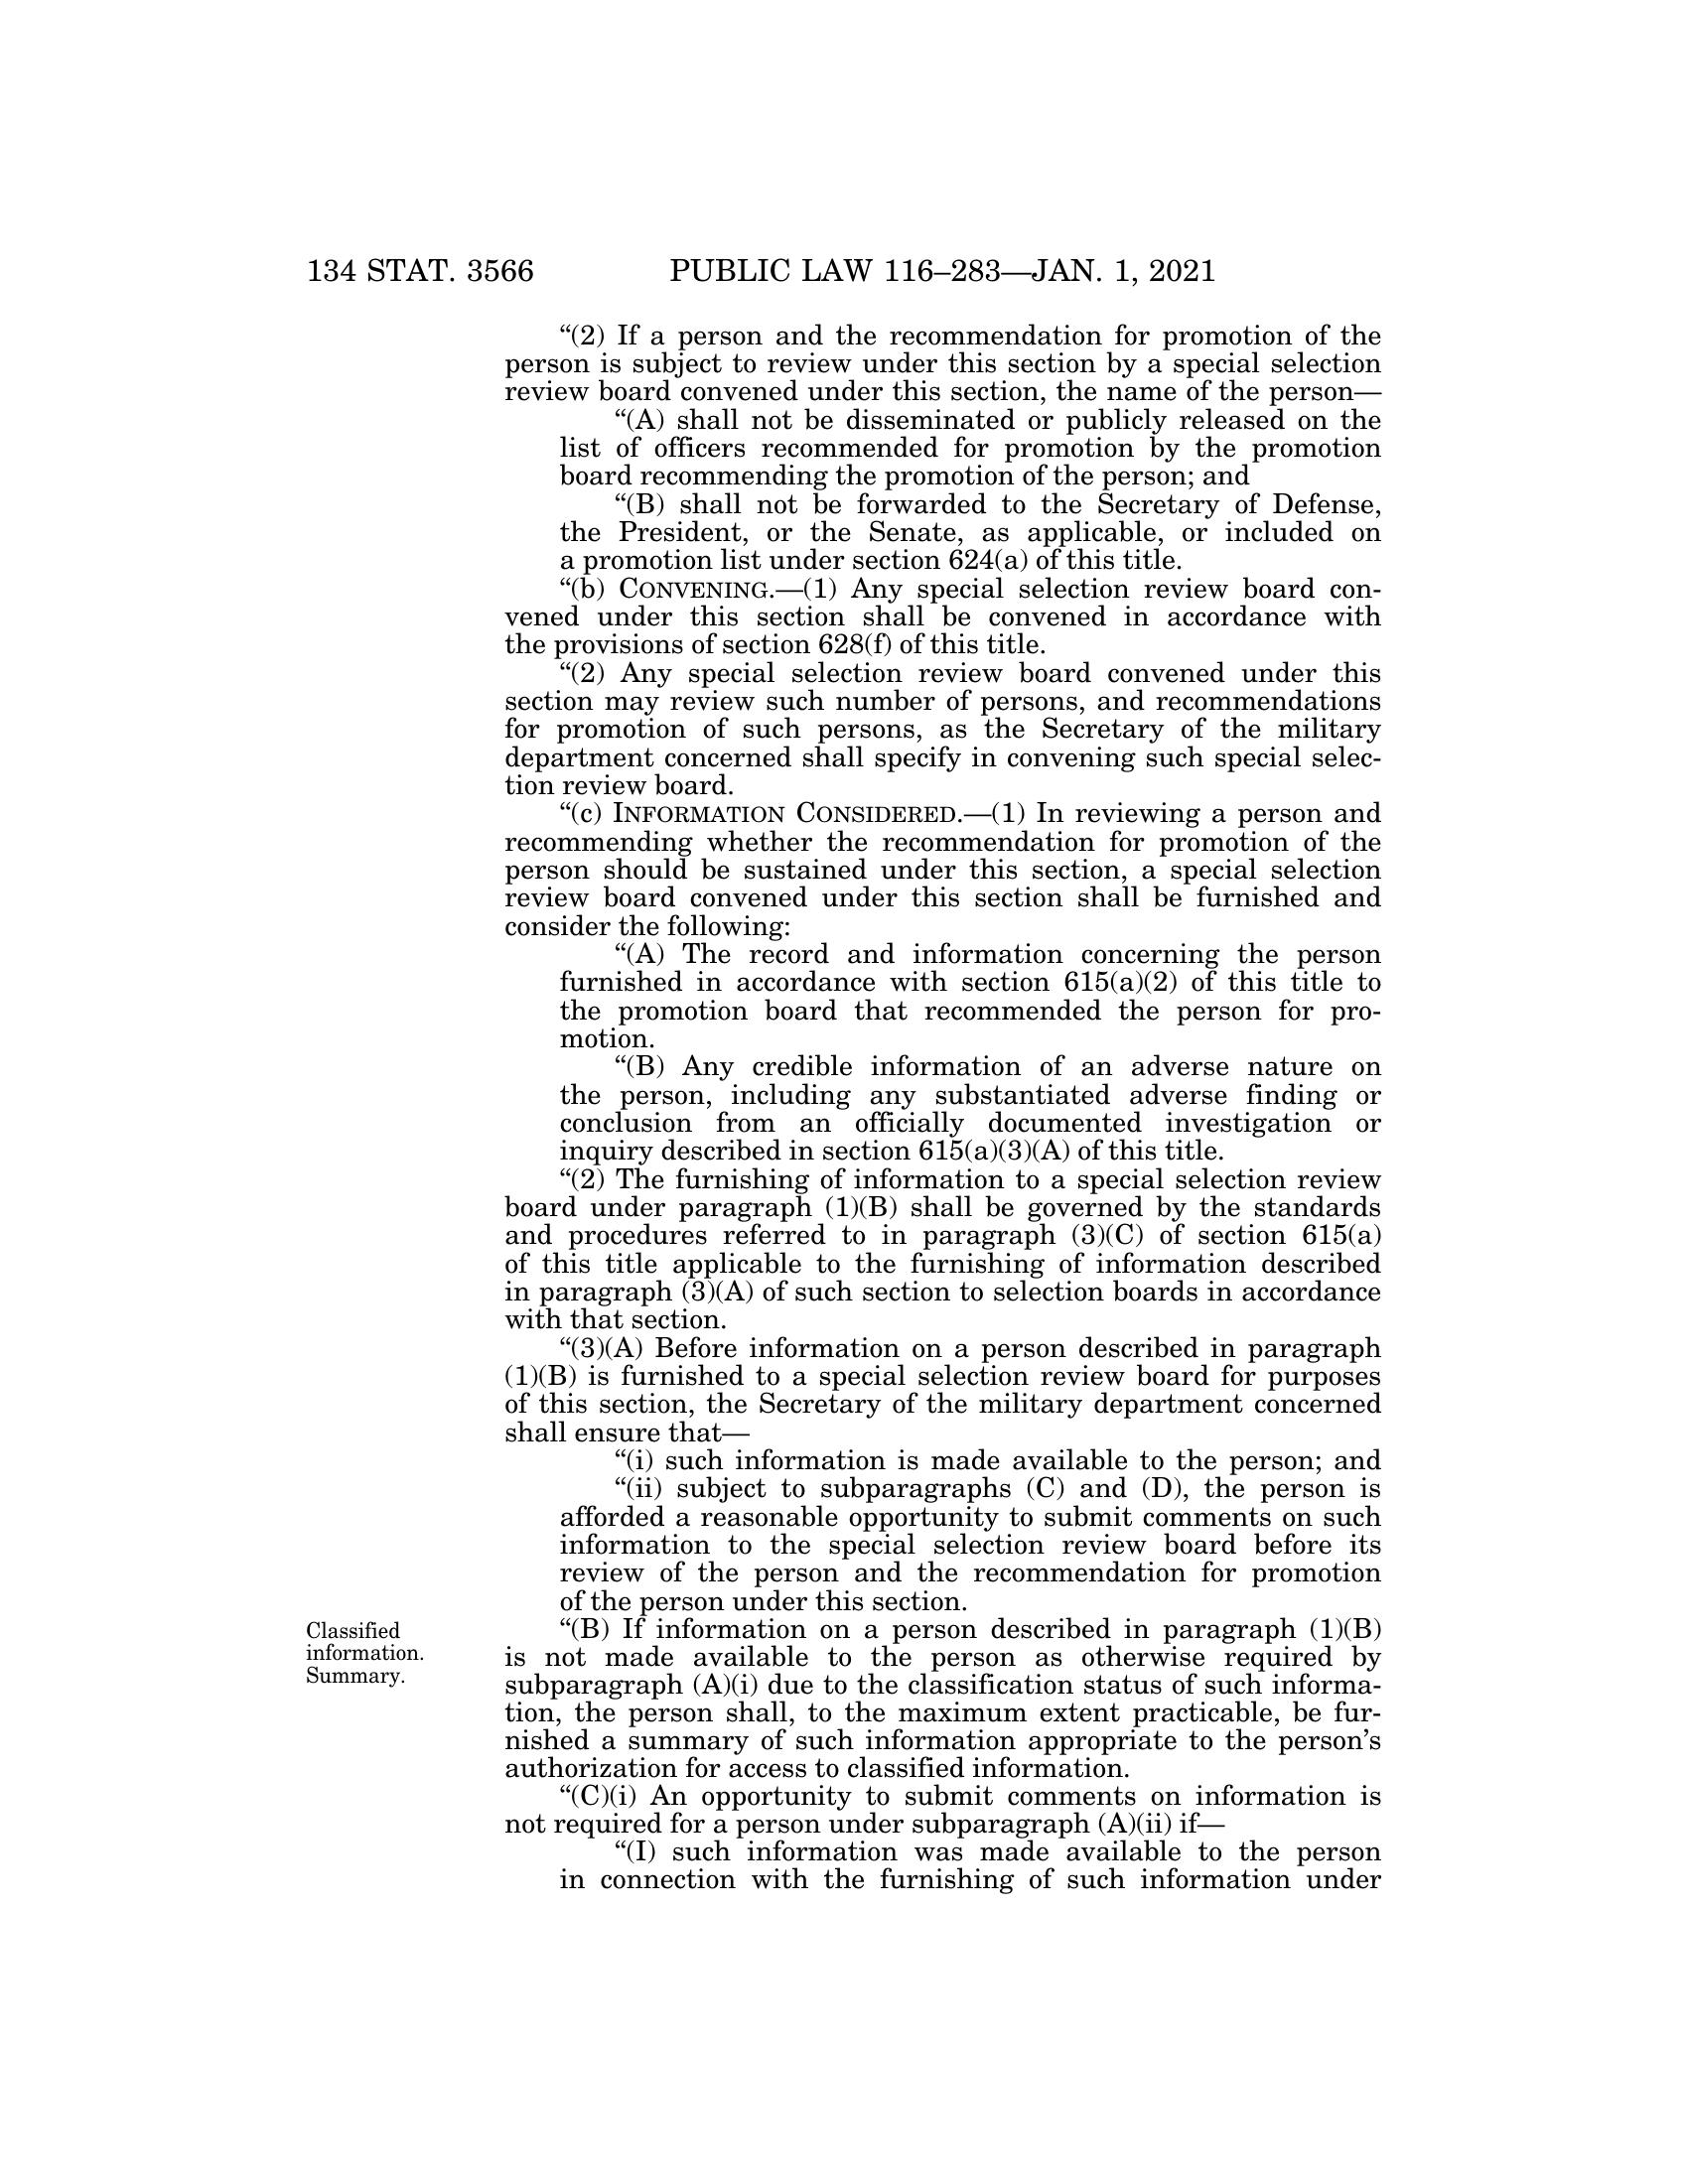 134 STAT. 3566 PUBLIC LAW 116–283—JAN. 1, 2021
“(2) If a person and the recommendation for promotion of the
person is subject to review under this section by a special selection
review board convened under this section, the name of the person—
“(A) shall not be disseminated or publicly released on the
list of officers recommended for promotion by the promotion
board recommending the promotion of the person; and
“(B) shall not be forwarded to the Secretary of Defense,
the President, or the Senate, as applicable, or included on
a promotion list under section 624(a) of this title.
“(b) CONVENING.—(1) Any special selection review board con-
vened under this section shall be convened in accordance with
the provisions of section 628(f) of this title.
“(2) Any special selection review board convened under this
section may review such number of persons, and recommendations
for promotion of such persons, as the Secretary of the military
department concerned shall specify in convening such special selec-
tion review board.
“(c) INFORMATION CONSIDERED.—(1) In reviewing a person and
recommending whether the recommendation for promotion of the
person should be sustained under this section, a special selection
review board convened under this section shall be furnished and
consider the following:
“(A) The record and information concerning the person
furnished in accordance with section 615(a)(2) of this title to
the promotion board that recommended the person for pro-
motion.
“(B) Any credible information of an adverse nature on
the person, including any substantiated adverse finding or
conclusion from an officially documented investigation or
inquiry described in section 615(a)(3)(A) of this title.
“(2) The furnishing of information to a special selection review
board under paragraph (1)(B) shall be governed by the standards
and procedures referred to in paragraph (3)(C) of section 615(a)
of this title applicable to the furnishing of information described
in paragraph (3)(A) of such section to selection boards in accordance
with that section.
“(3)(A) Before information on a person described in paragraph
(1)(B) is furnished to a special selection review board for purposes
of this section, the Secretary of the military department concerned
shall ensure that—
“(i) such information is made available to the person; and
“(ii) subject to subparagraphs (C) and (D), the person is
afforded a reasonable opportunity to submit comments on such
information to the special selection review board before its
review of the person and the recommendation for promotion
of the person under this section.
Classified
information.
Summary.
“(B) If information on a person described in paragraph (1)(B)
is not made available to the person as otherwise required by
subparagraph (A)(i) due to the classification status of such informa-
tion, the person shall, to the maximum extent practicable, be fur-
nished a summary of such information appropriate to the person’s
authorization for access to classified information.
“(C)(i) An opportunity to submit comments on information is
not required for a person under subparagraph (A)(ii) if—
“(I) such information was made available to the person
in connection with the furnishing of such information under